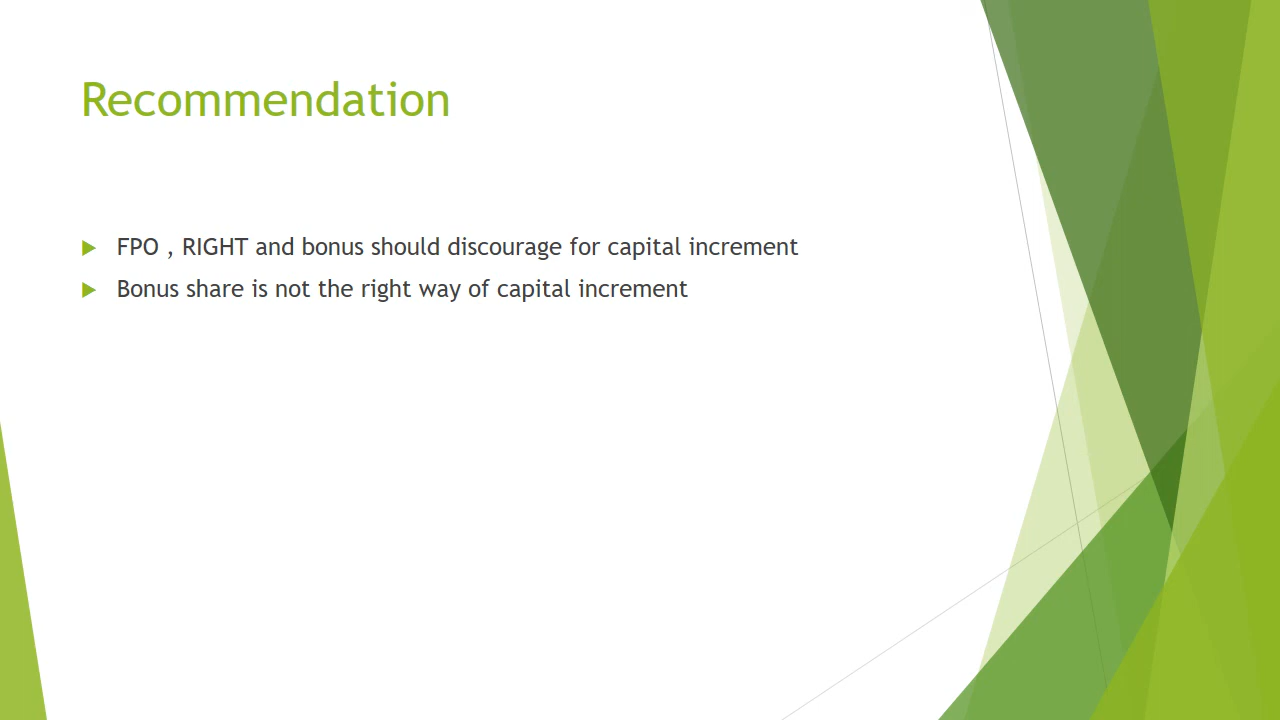 Recommendation
FPO , RIGHT and bonus should discourage for capital increment
Bonus share is not the right way of capital increment